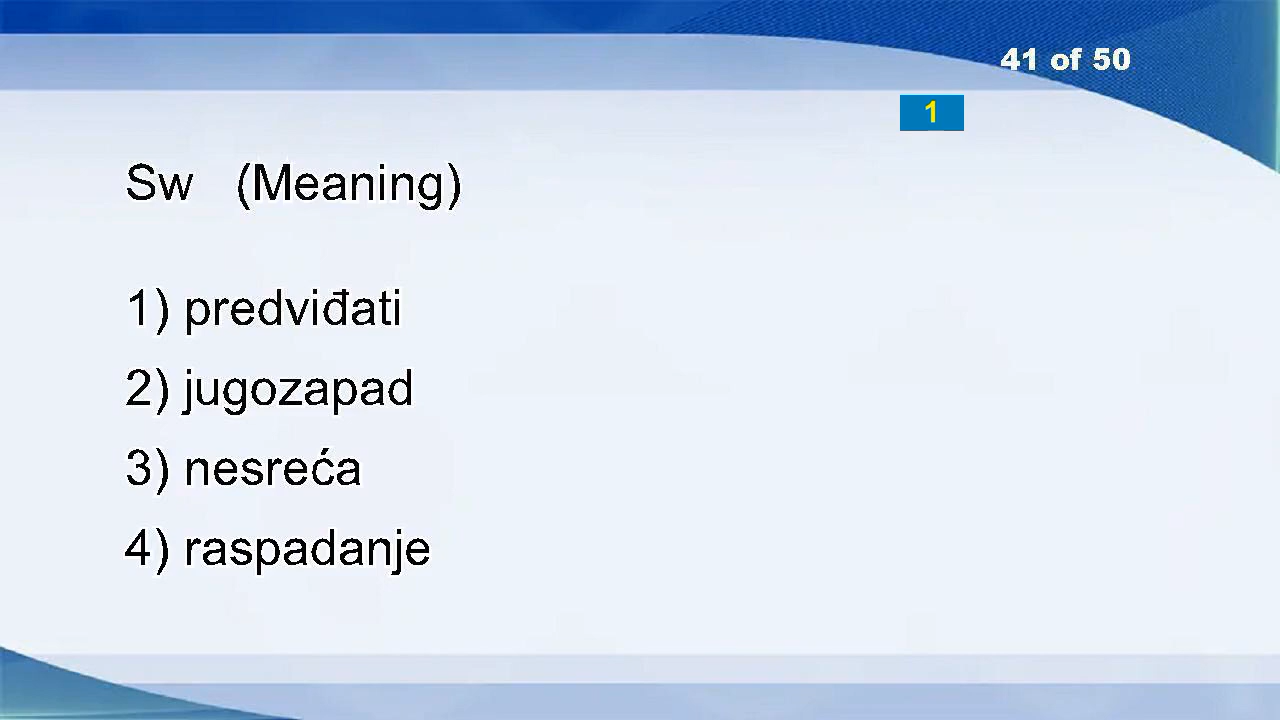 41 of 50
1
Sw (Meaning)
1) predviđati
2) jugozapad
3) nesreća
4) raspadanje